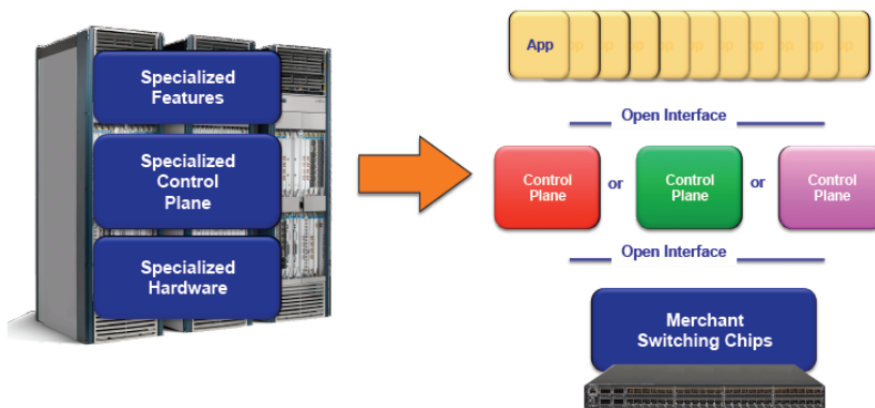 Specialized
Features
Specialized
Control
Plane
Specialized
Hardware
App
Open Interface
Control
Plane
or
Control
Plane
or
Control
Plane
Open Interface
Merchant
Switching Chips